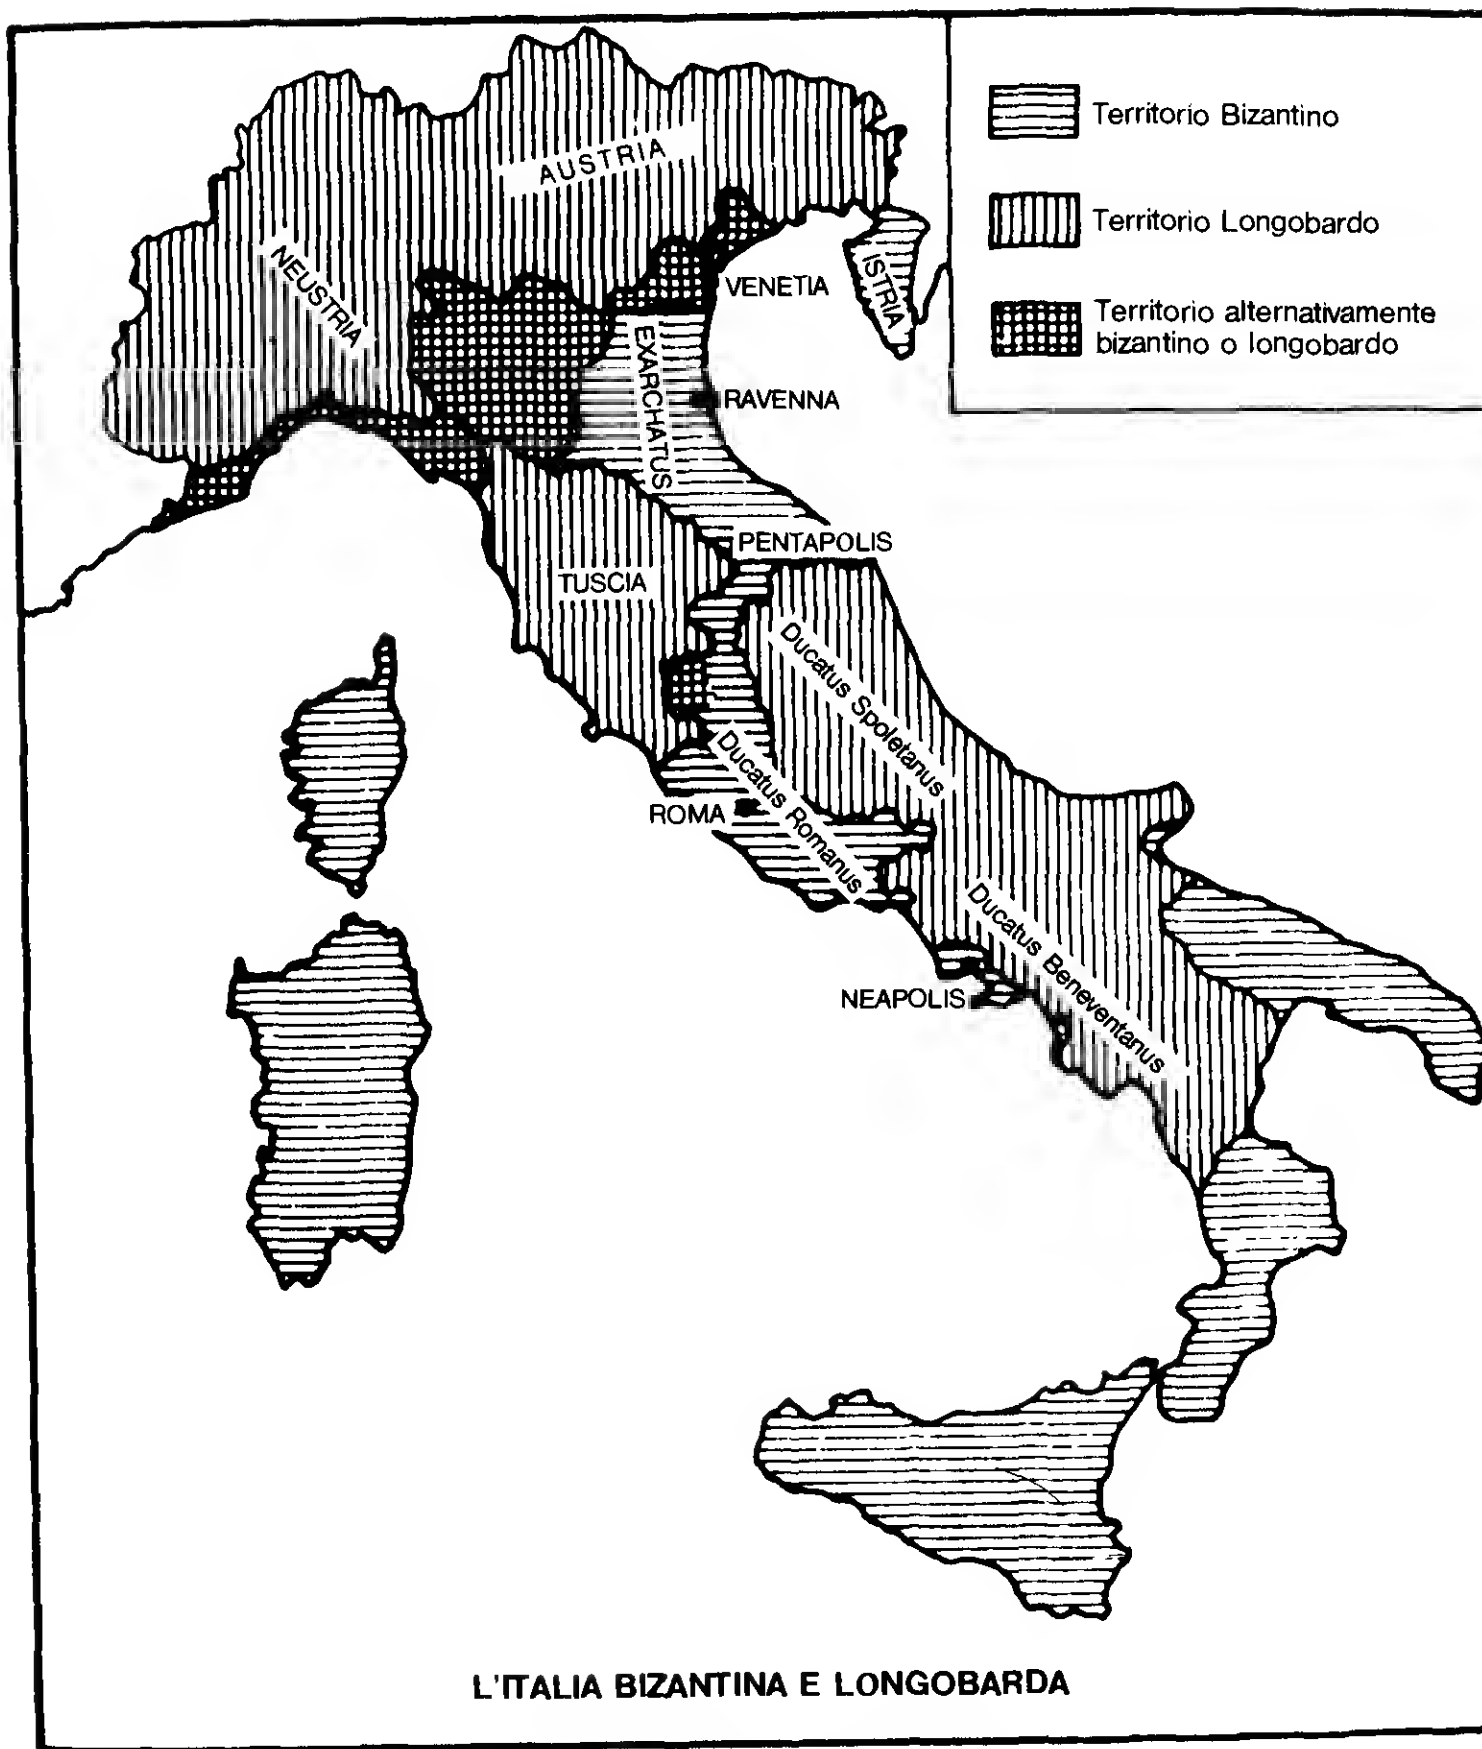 Territorio Bizantino
Territorio Longobardo
Territorio alternativamente
bizantino o longobardo
AUSTRIA
NEUSTRIA
VENETIA
ISTRIA
EXARCHATUS
RAVENNA
PENTAPOLIS
TUSCIA
Ducatus Spoletanus
Ducatus Romanus
ROMA
Ducatus Beneventanus
NEAPOLIS
L'ITALIA BIZANTINA E LONGOBARDA